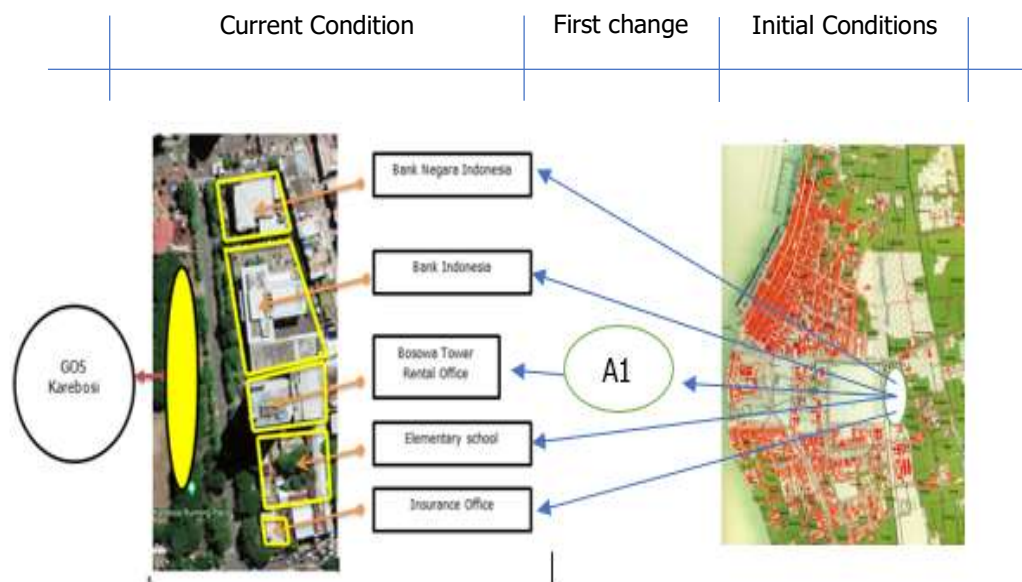 Current Condition
First change
Initial Conditions
Bank Negara Indonesia
Bank Indonesia
GOS
Karebosi
Bosowa Tower
Rental Office
A1
Elementary school
Insurance Office